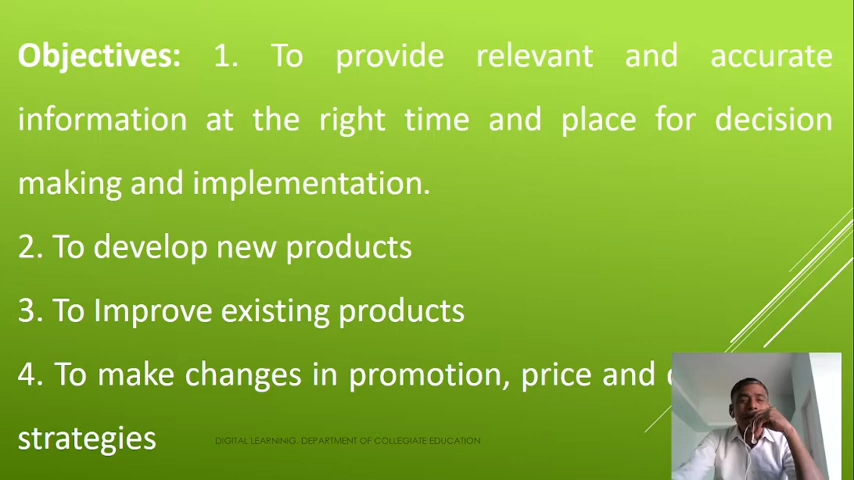 Objectives: 1. To provide relevant and accurate
information at the right time and place for decision
making and implementation.
2. To develop new products
3. To Improve existing products
4. To make changes in promotion, price and
strategies
DIGITAL LEARNINIG. DEPARTMENT OF COLLEGIATE EDUCATION